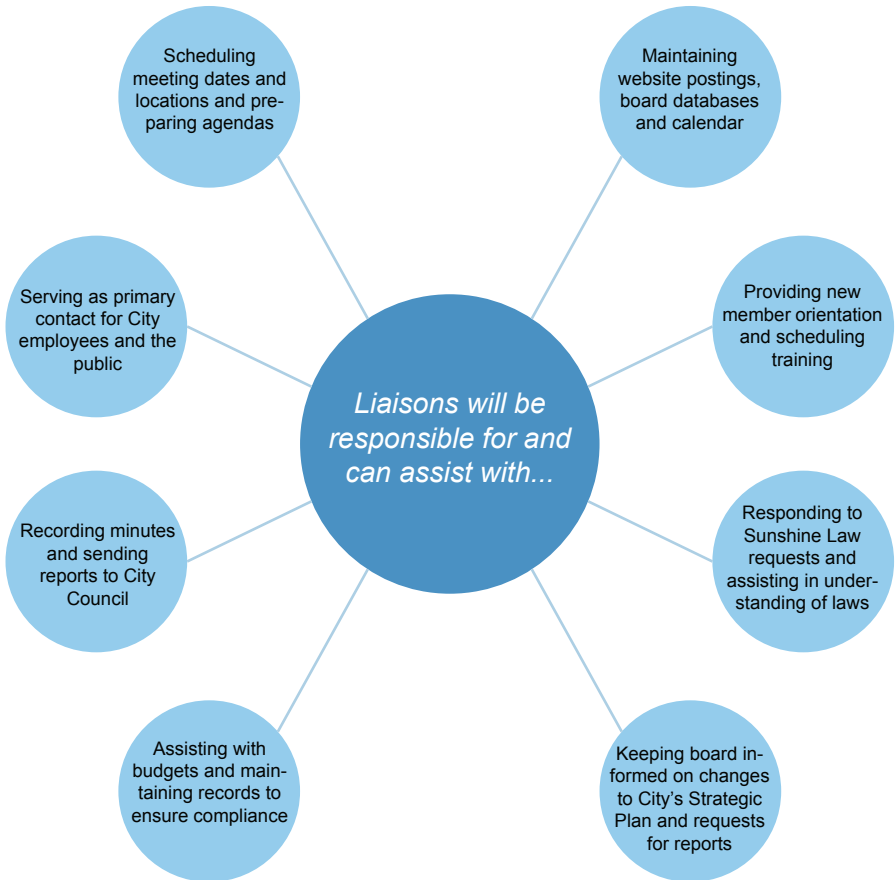 Scheduling
meeting dates and
locations and pre-
paring agendas
Maintaining
website postings,
board databases
and calendar
Serving as primary
contact for City
employees and the
public
Providing new
member orientation
and scheduling
training
Liaisons will be
responsible for and
can assist with...
Recording minutes
and sending
reports to City
Council
Responding to
Sunshine Law
requests and
assisting in under-
standing of laws
Assisting with
budgets and main-
taining records to
ensure compliance
Keeping board in-
formed on changes
to City’s Strategic
Plan and requests
for reports